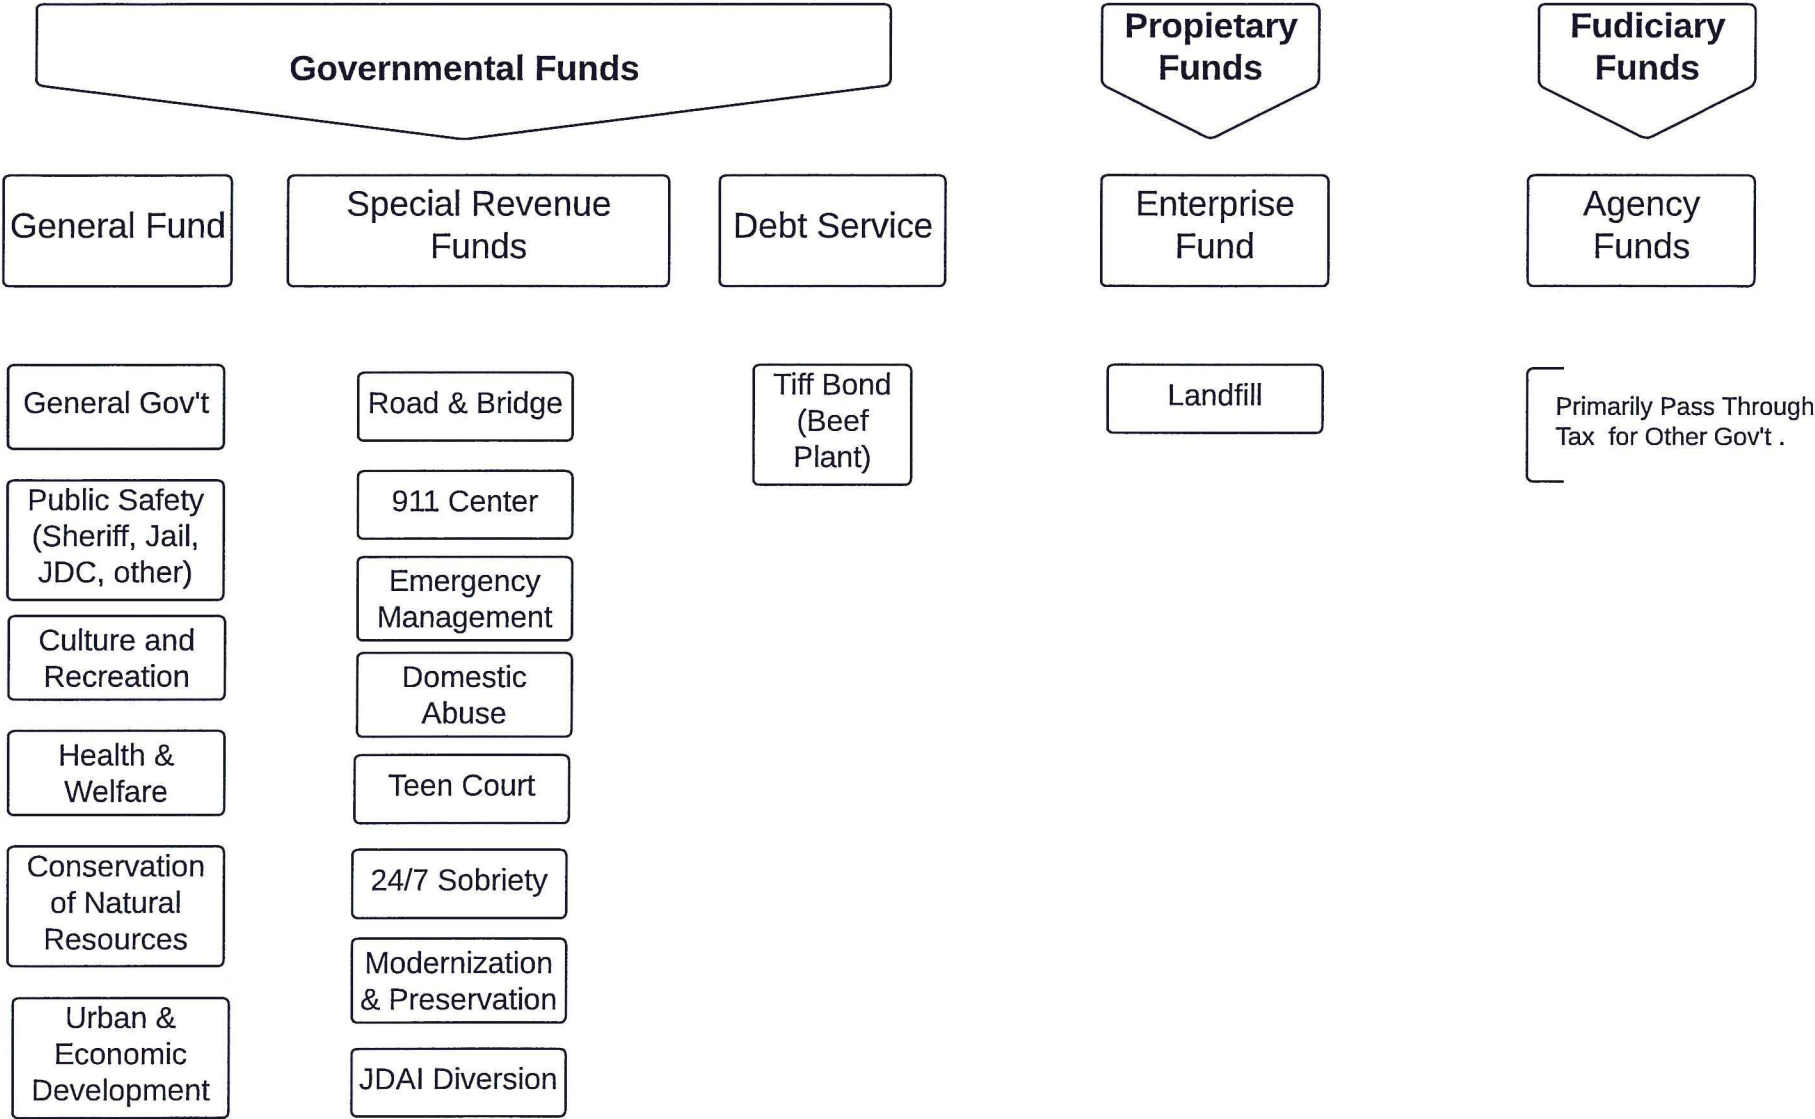 Governmental Funds
Propietary
Funds
Fudiciary
Funds
General Fund
Special Revenue
Funds
Debt Service
Enterprise
Fund
Agency
Funds
General Gov't
Public Safety
(Sheriff, Jail,
JDC, other)
Culture and
Recreation
Health &
Welfare
Conservation
of Natural
Resources
Urban &
Economic
Development
Road & Bridge
911 Center
Emergency
Management
Domestic
Abuse
Teen Court
24/7 Sobriety
Modernization
& Preservation
JDAI Diversion
Tiff Bond
(Beef
Plant)
Landfill
Primarily Pass Through
Tax  for Other Gov't .